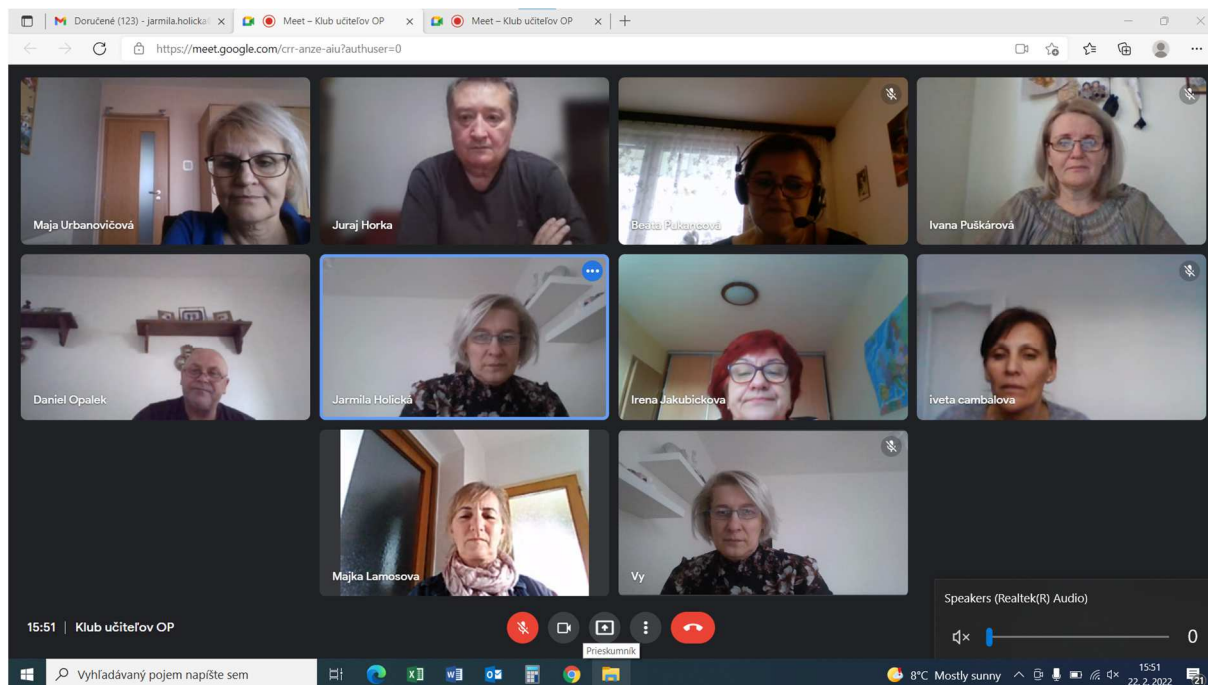 Doručené (123) - jarmila.holicka
Meet – Klub učiteľov OP
Meet – Klub učiteľov OP
https://meet.google.com/crr-anze-aiu?authuser=0
Maja Urbanovičová
Juraj Horka
Beata Pukancová
Ivana Puškárová
Daniel Opalek
Jarmila Holická
Irena Jakubickova
iveta cambalova
Majka Lamosova
Vy
Speakers (Realtek(R) Audio)
0
15:51 | Klub učiteľov OP
Prieskumník
Vyhľadávaný pojem napíšte sem
8°C Mostly sunny
15:51
22. 2. 2022
21